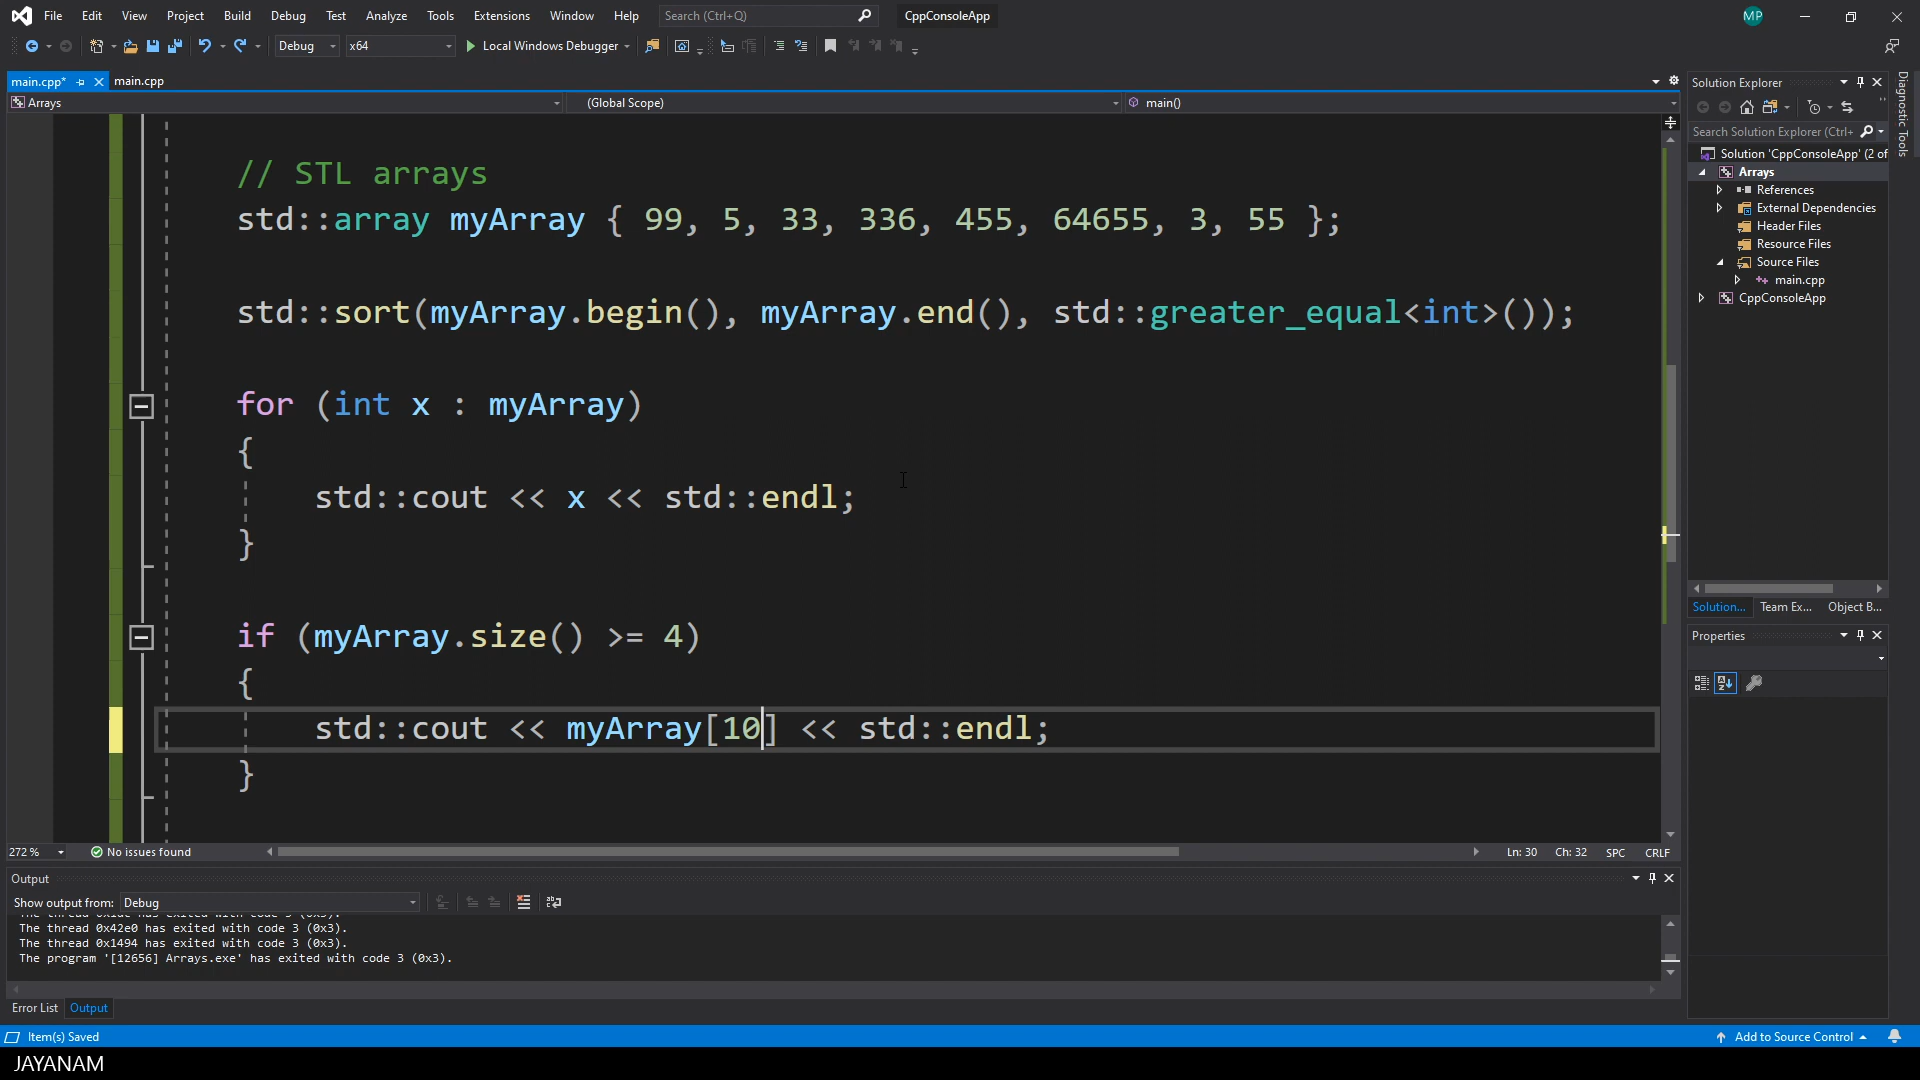 File Edit View Project Build Debug Test Analyze Tools Extensions Window Help Search (Ctrl+Q) CppConsoleApp MP
Debug x64 Local Windows Debugger
main.cpp* main.cpp
Arrays (Global Scope) main()
// STL arrays
std::array myArray { 99, 5, 33, 336, 455, 64655, 3, 55 };
std::sort(myArray.begin(), myArray.end(), std::greater_equal<int>());
for (int x : myArray)
{
std::cout << x << std::endl;
}
if (myArray.size() >= 4)
{
std::cout << myArray[10] << std::endl;
}
272 % No issues found Ln: 30 Ch: 32 SPC CRLF
Output
Show output from: Debug
The thread 0x42e0 has exited with code 3 (0x3).
The thread 0x1494 has exited with code 3 (0x3).
The program '[12656] Arrays.exe' has exited with code 3 (0x3).
Error List Output
Solution Explorer
Search Solution Explorer (Ctrl+
Solution 'CppConsoleApp' (2 of
Arrays
References
External Dependencies
Header Files
Resource Files
Source Files
main.cpp
CppConsoleApp
Solution... Team Ex... Object B...
Properties
Diagnostic Tools
Item(s) Saved Add to Source Control
JAYANAM